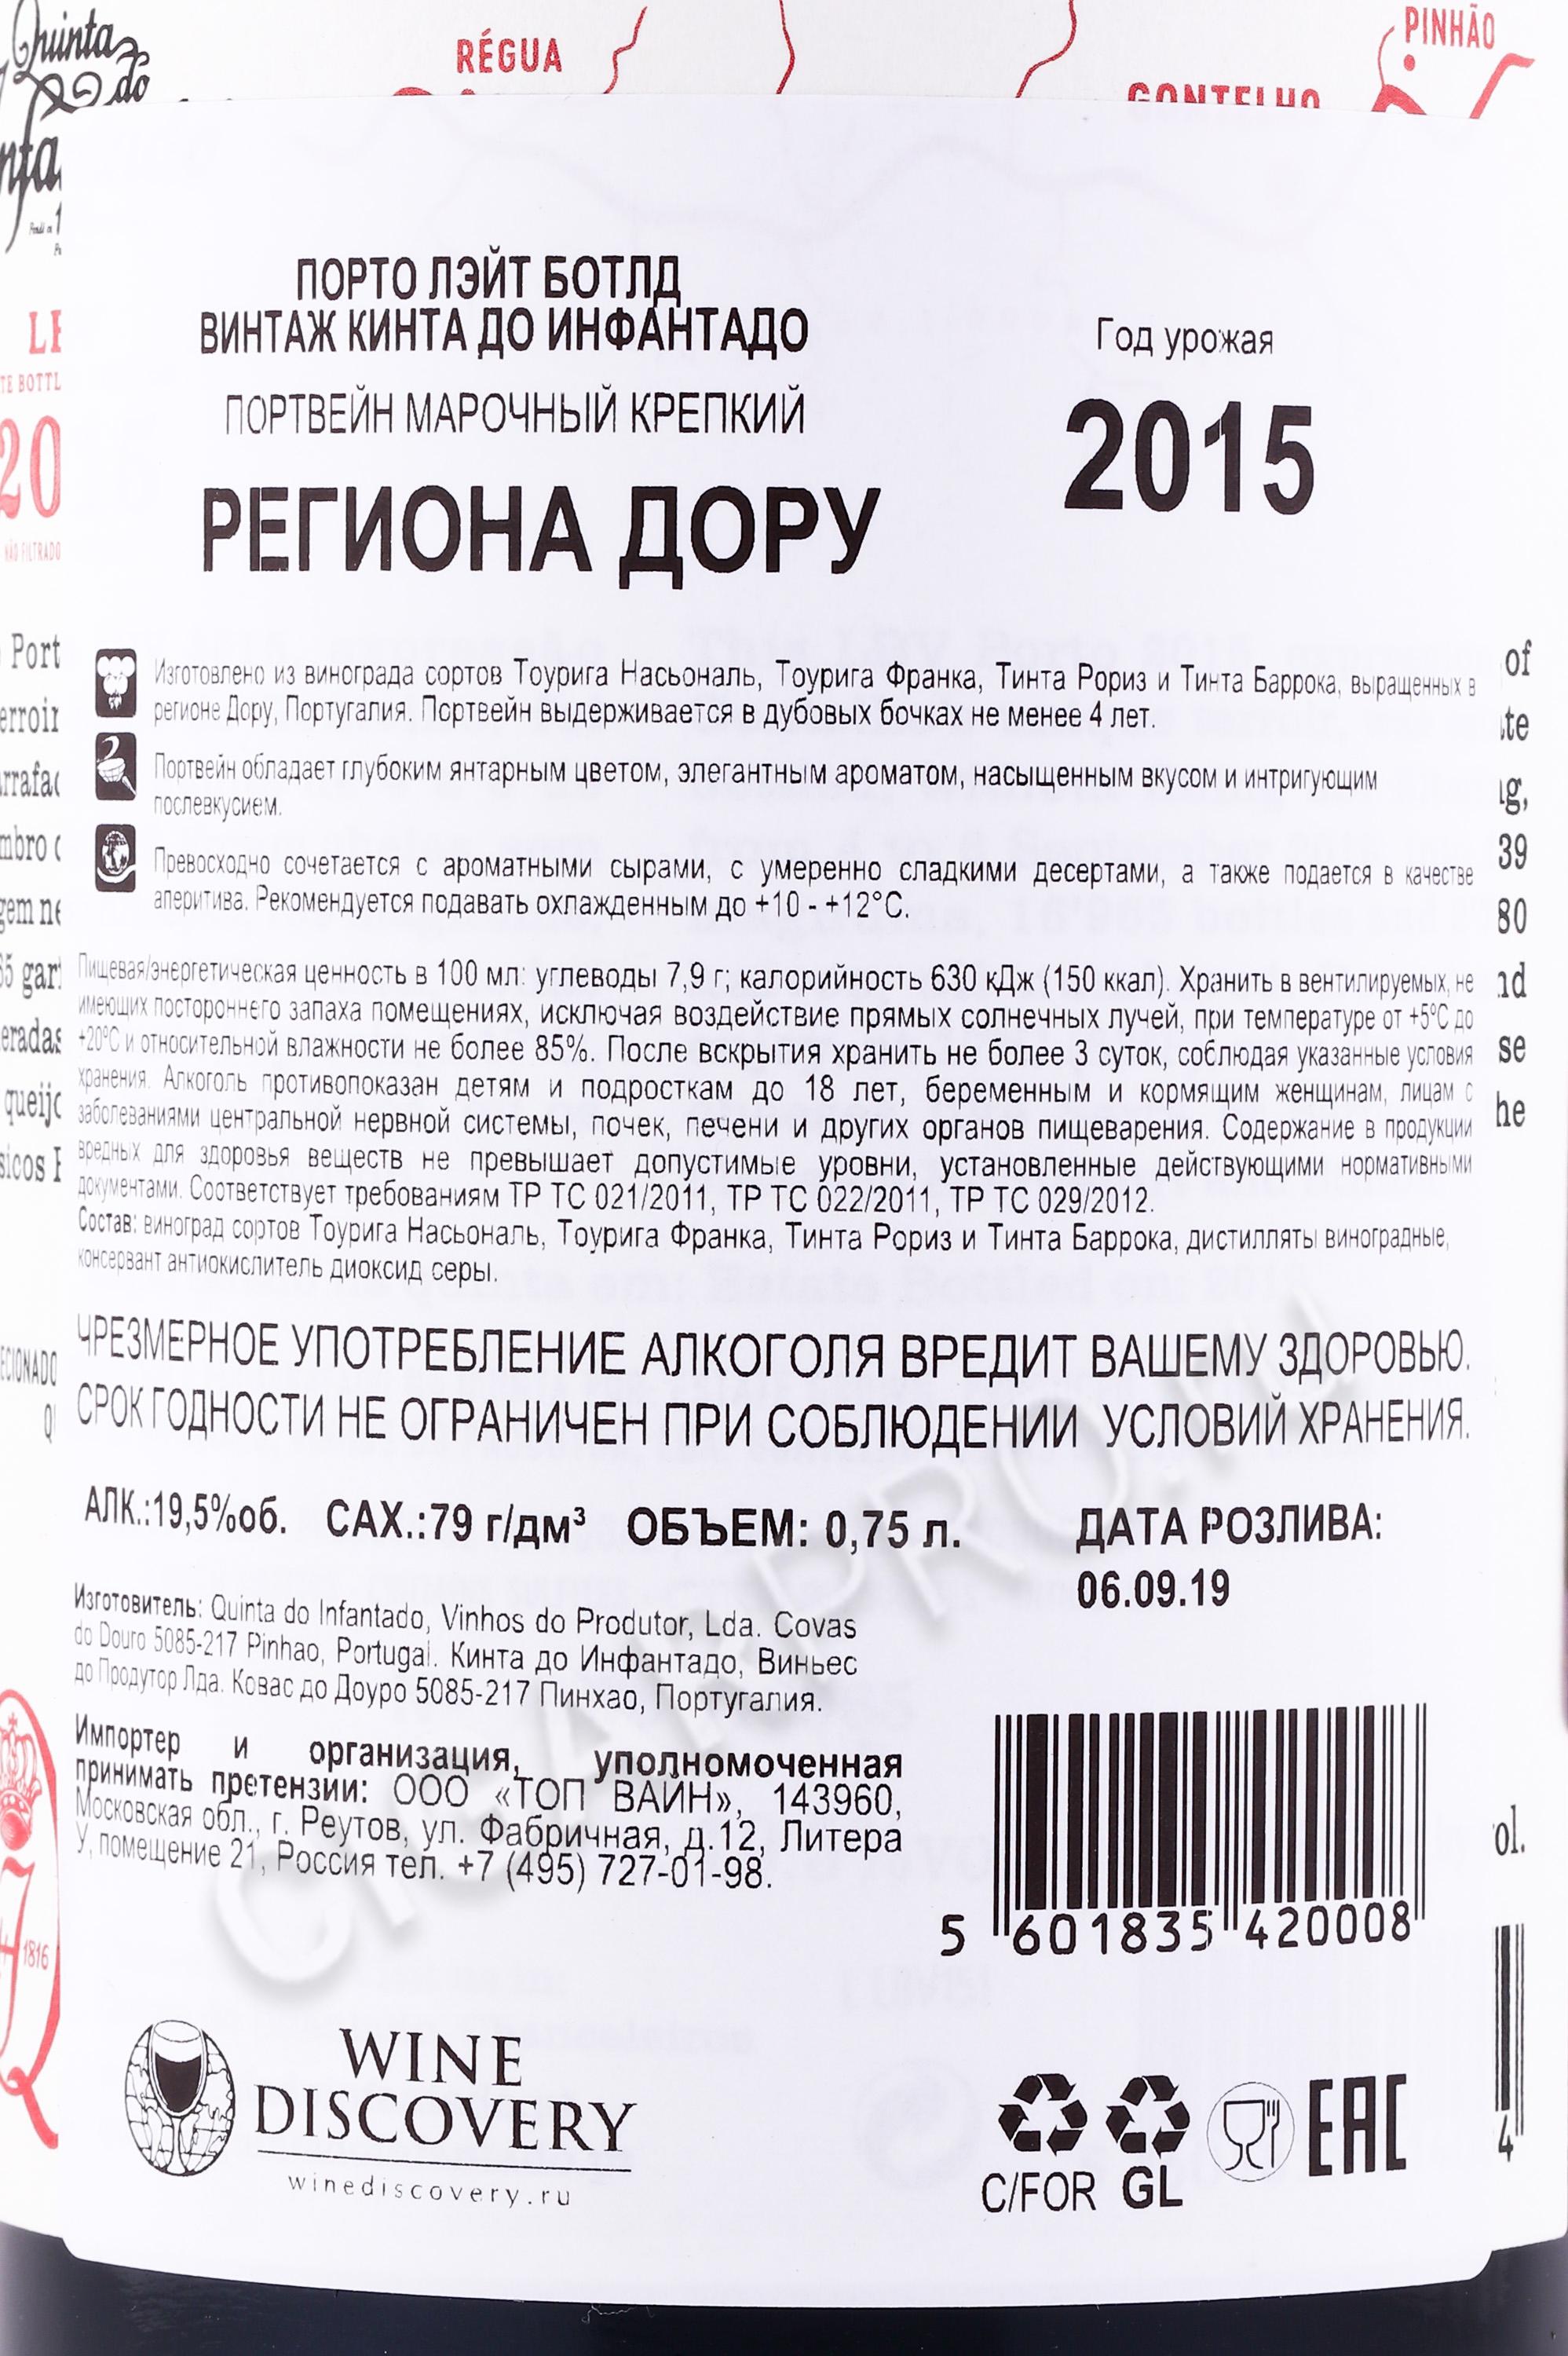 Quinta
do
RÉGUA
PINHÃO
GONTELHO
ПОРТО ЛЭЙТ БОТЛД
ВИНТАЖ КИНТА ДО ИНФАНТАДО
ПОРТВЕЙН МАРОЧНЫЙ КРЕПКИЙ
РЕГИОНА ДОРУ
Год урожая
2015
Изготовлено из винограда сортов Тоурига Насьональ, Тоурига Франка, Тинта Рориз и Тинта Баррока, выращенных в
регионе Дору, Португалия. Портвейн выдерживается в дубовых бочках не менее 4 лет.
Портвейн обладает глубоким янтарным цветом, элегантным ароматом, насыщенным вкусом и интригующим
послевкусием.
Превосходно сочетается с ароматными сырами, с умеренно сладкими десертами, а также подается в качестве
аперитива. Рекомендуется подавать охлажденным до +10 - +12°C.
Пищевая/энергетическая ценность в 100 мл: углеводы 7,9 г; калорийность 630 кДж (150 ккал). Хранить в вентилируемых, не
имеющих постороннего запаха помещениях, исключая воздействие прямых солнечных лучей, при температуре от +5°C до
+20°C и относительной влажности не более 85%. После вскрытия хранить не более 3 суток, соблюдая указанные условия
хранения. Алкоголь противопоказан детям и подросткам до 18 лет, беременным и кормящим женщинам, лицам с
заболеваниями центральной нервной системы, почек, печени и других органов пищеварения. Содержание в продукции
вредных для здоровья веществ не превышает допустимые уровни, установленные действующими нормативными
документами. Соответствует требованиям ТР ТС 021/2011, ТР ТС 022/2011, ТР ТС 029/2012.
Состав: виноград сортов Тоурига Насьональ, Тоурига Франка, Тинта Рориз и Тинта Баррока, дистилляты виноградные,
консервант антиокислитель диоксид серы.
ЧРЕЗМЕРНОЕ УПОТРЕБЛЕНИЕ АЛКОГОЛЯ ВРЕДИТ ВАШЕМУ ЗДОРОВЬЮ.
СРОК ГОДНОСТИ НЕ ОГРАНИЧЕН ПРИ СОБЛЮДЕНИИ УСЛОВИЙ ХРАНЕНИЯ.
АЛК.:19,5%об. САХ.:79 г/дм³ ОБЪЕМ: 0,75 л.
ДАТА РОЗЛИВА:
06.09.19
Изготовитель: Quinta do Infantado, Vinhos do Produtor, Lda. Covas
do Douro 5085-217 Pinhao, Portugal. Кинта до Инфантадо, Виньес
до Продутор Лда. Ковас до Доуро 5085-217 Пинхао, Португалия.
Импортер и организация, уполномоченная
принимать претензии: ООО «ТОП ВАЙН», 143960,
Московская обл., г. Реутов, ул. Фабричная, д.12, Литера
У, помещение 21, Россия тел. +7 (495) 727-01-98.
5 601835 420008
WINE
DISCOVERY
winediscovery.ru
C/FOR GL EAC
CIGARPRO.RU
Port
of
39
80
1816
4